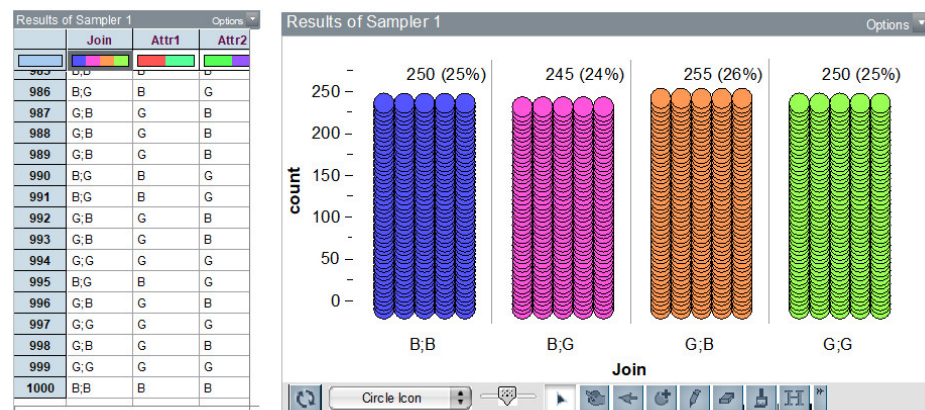 Results of Sampler 1 Options
Join Attr1 Attr2
985 B;B B B
986 B;G B G
987 G;B G B
988 G;B G B
989 G;B G B
990 B;G B G
991 B;G B G
992 G;B G B
993 G;B G B
994 G;G G G
995 B;G B G
996 G;B G B
997 G;G G G
998 G;B G B
999 G;G G G
1000 B;B B B
Results of Sampler 1 Options
250 (25%) 245 (24%) 255 (26%) 250 (25%)
250
200
150
100
50
0
count
B;B B;G G;B G;G
Join
Circle Icon
H